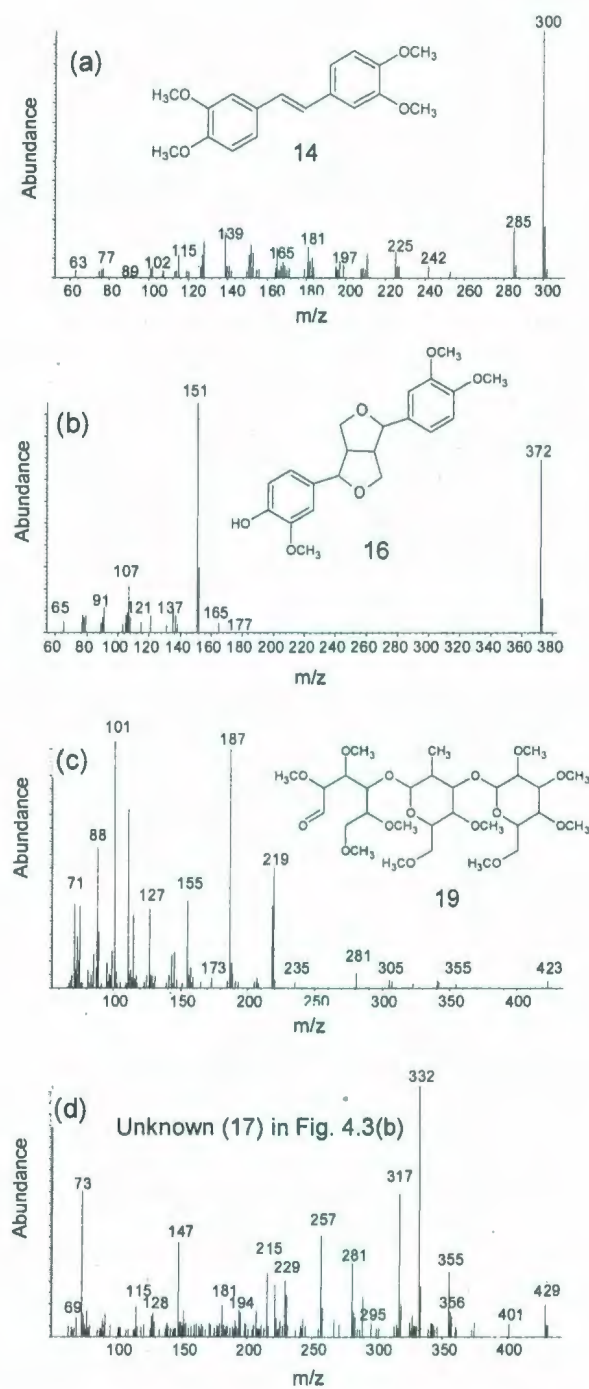 (a)
300
OCH₃
H₃CO
OCH₃
H₃CO
14
Abundance
63
77
89
102
115
139
165
181
197
225
242
285
60 80 100 120 140 160 180 200 220 240 260 280 300
m/z
(b)
151
OCH₃
OCH₃
O
O
HO
OCH₃
16
372
Abundance
65
91
107
121
137
165
177
60 80 100 120 140 160 180 200 220 240 260 280 300 320 340 360 380
m/z
(c)
101
187
OCH₃
CH₃
OCH₃
H₃CO
O
O
OCH₃
O
OCH₃
O
OCH₃
O
OCH₃
OCH₃
H₃CO
H₃CO
19
Abundance
71
88
127
155
173
219
235
281
305
355
423
100 150 200 250 300 350 400
m/z
(d)
Unknown (17) in Fig. 4.3(b)
332
Abundance
69
73
115
128
147
181
194
215
229
257
281
295
317
355
356
401
429
100 150 200 250 300 350 400
m/z